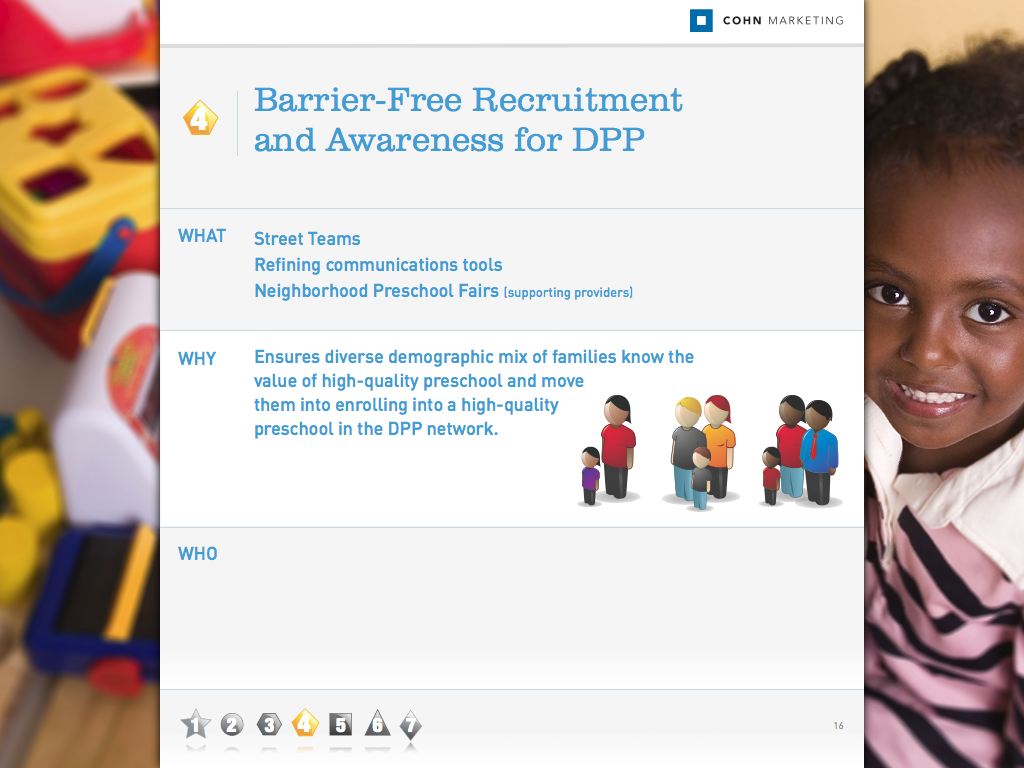 COHN MARKETING
4
Barrier-Free Recruitment
and Awareness for DPP
WHAT
Street Teams
Refining communications tools
Neighborhood Preschool Fairs (supporting providers)
WHY
Ensures diverse demographic mix of families know the
value of high-quality preschool and move
them into enrolling into a high-quality
preschool in the DPP network.
WHO
1 2 3 4 5 6 7
16